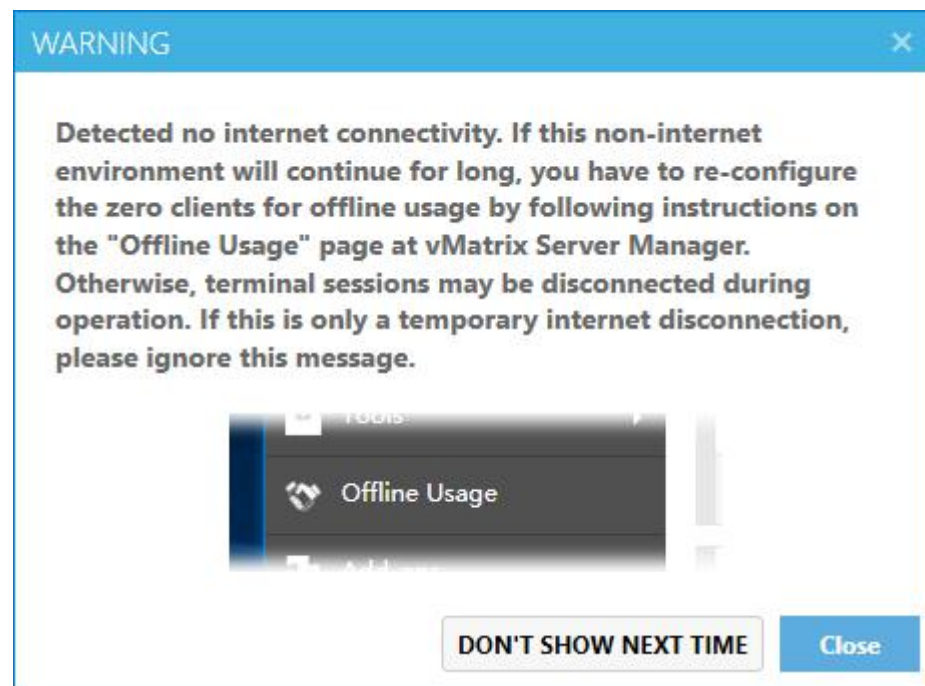 WARNING
Detected no internet connectivity. If this non-internet
environment will continue for long, you have to re-configure
the zero clients for offline usage by following instructions on
the "Offline Usage" page at vMatrix Server Manager.
Otherwise, terminal sessions may be disconnected during
operation. If this is only a temporary internet disconnection,
please ignore this message.
Tools
Offline Usage
DON'T SHOW NEXT TIME
Close